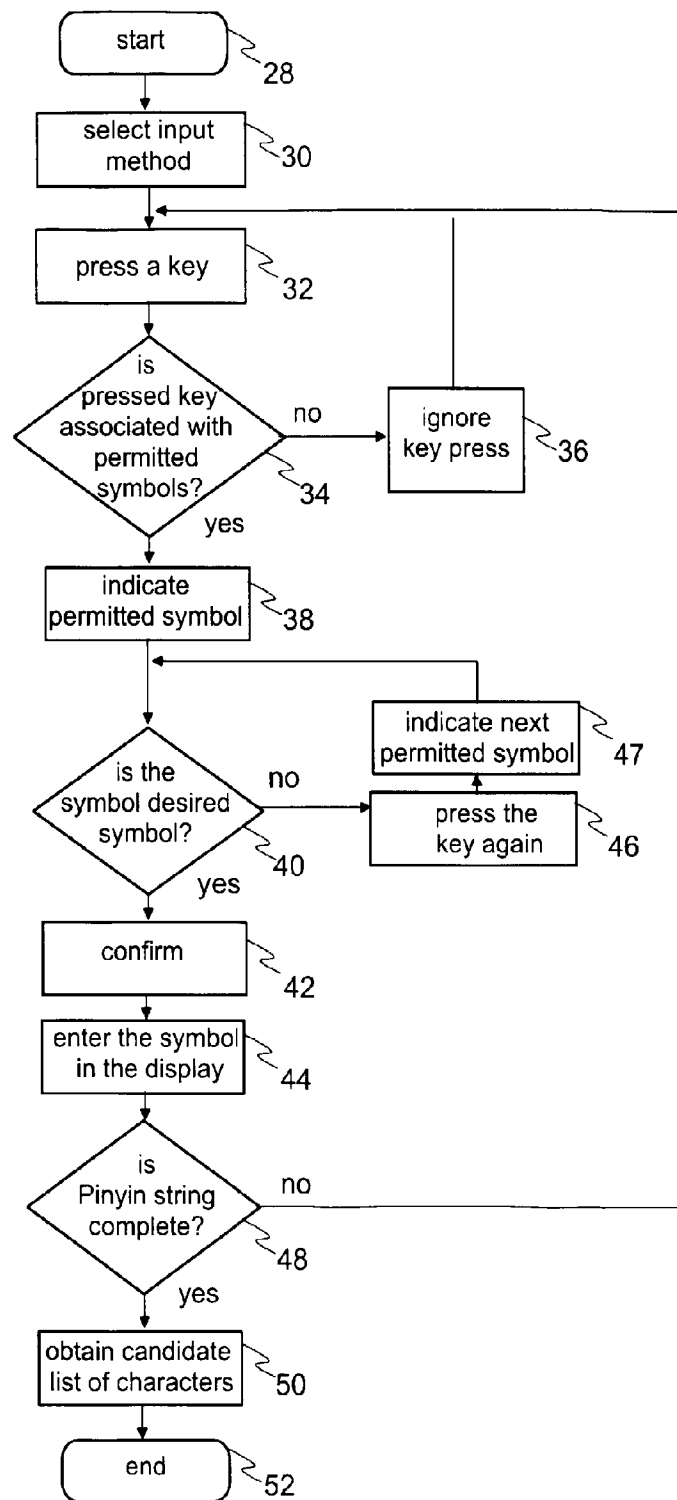 start
28
select input
method
30
press a key
32
is
pressed key
associated with
permitted
symbols?
34
no
ignore
key press
36
yes
indicate
permitted symbol
38
indicate next
permitted symbol
47
is the
symbol desired
symbol?
40
no
press the
key again
46
yes
confirm
42
enter the symbol
in the display
44
is
Pinyin string
complete?
48
no
yes
obtain candidate
list of characters
50
end
52